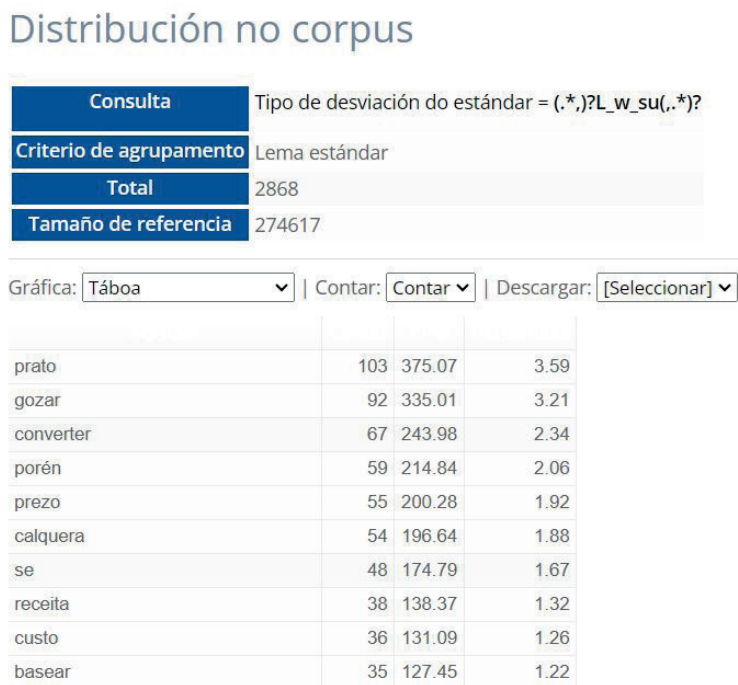 Distribución no corpus
Consulta Tipo de desviación do estándar = (.*,)?L_w_su(,.*)?
Criterio de agrupamento Lema estándar
Total 2868
Tamaño de referencia 274617
Gráfica: Táboa | Contar: Contar | Descargar: [Seleccionar]
prato 103 375.07 3.59
gozar 92 335.01 3.21
converter 67 243.98 2.34
porén 59 214.84 2.06
prezo 55 200.28 1.92
calquera 54 196.64 1.88
se 48 174.79 1.67
receita 38 138.37 1.32
custo 36 131.09 1.26
basear 35 127.45 1.22